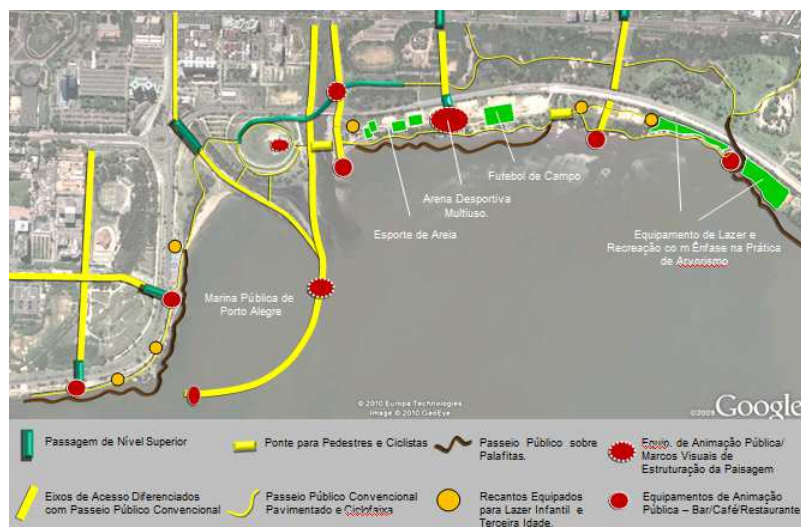 Futebol de Campo
Arena Desportiva
Multiuso.
Esporte de Areia
Equipamento de Lazer e
Recreação co m Ênfase na Prática
de Arvorismo
Marina Pública de
Porto Alegre
© 2010 Europa Technologies
Image © 2010 GeoEye
©2009 Google
Passagem de Nível Superior
Ponte para Pedestres e Ciclistas
Passeio Público sobre
Palafitas.
Equip. de Animação Pública/
Marcos Visuais de
Estruturação da Paisagem
Eixos de Acesso Diferenciados
com Passeio Público Convencional
Passeio Público Convencional
Pavimentado e Ciclofaixa
Recantos Equipados
para Lazer Infantil e
Terceira Idade.
Equipamentos de Animação
Pública – Bar/Café/Restaurante